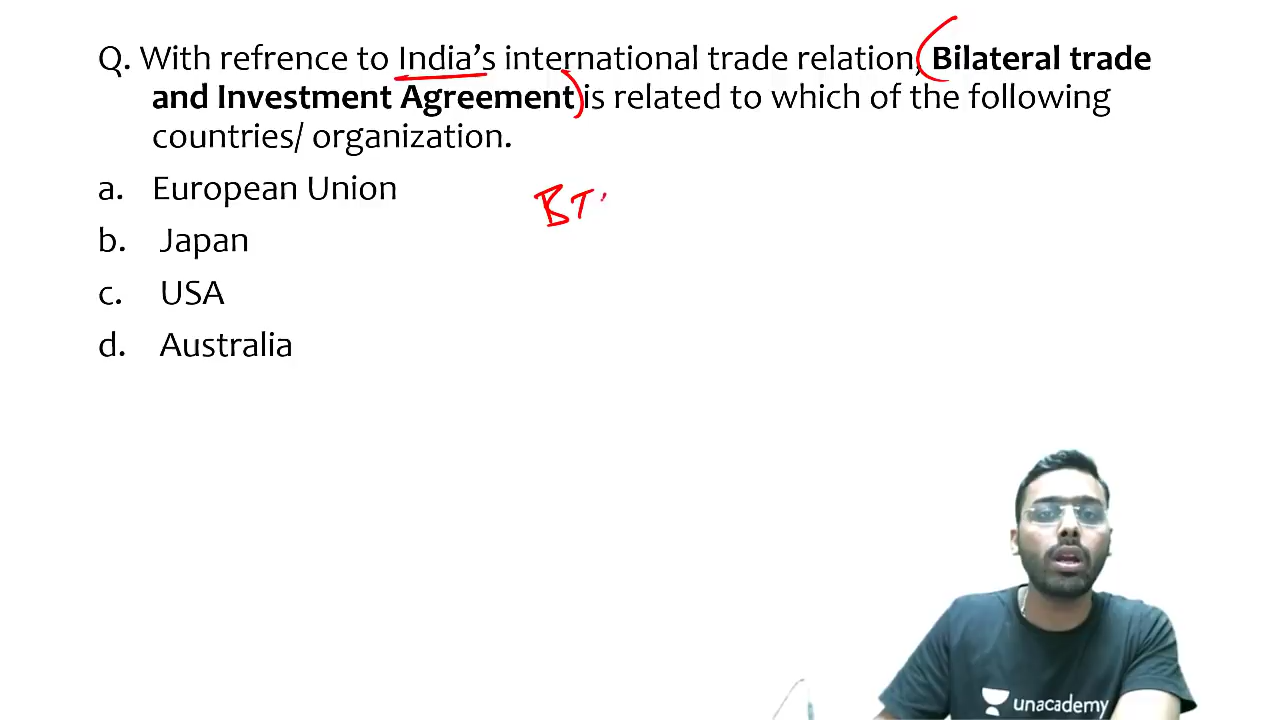 Q. With refrence to India's international trade relation, Bilateral trade
and Investment Agreement is related to which of the following
countries/ organization.
a. European Union
BT
b. Japan
c. USA
d. Australia
unacademy